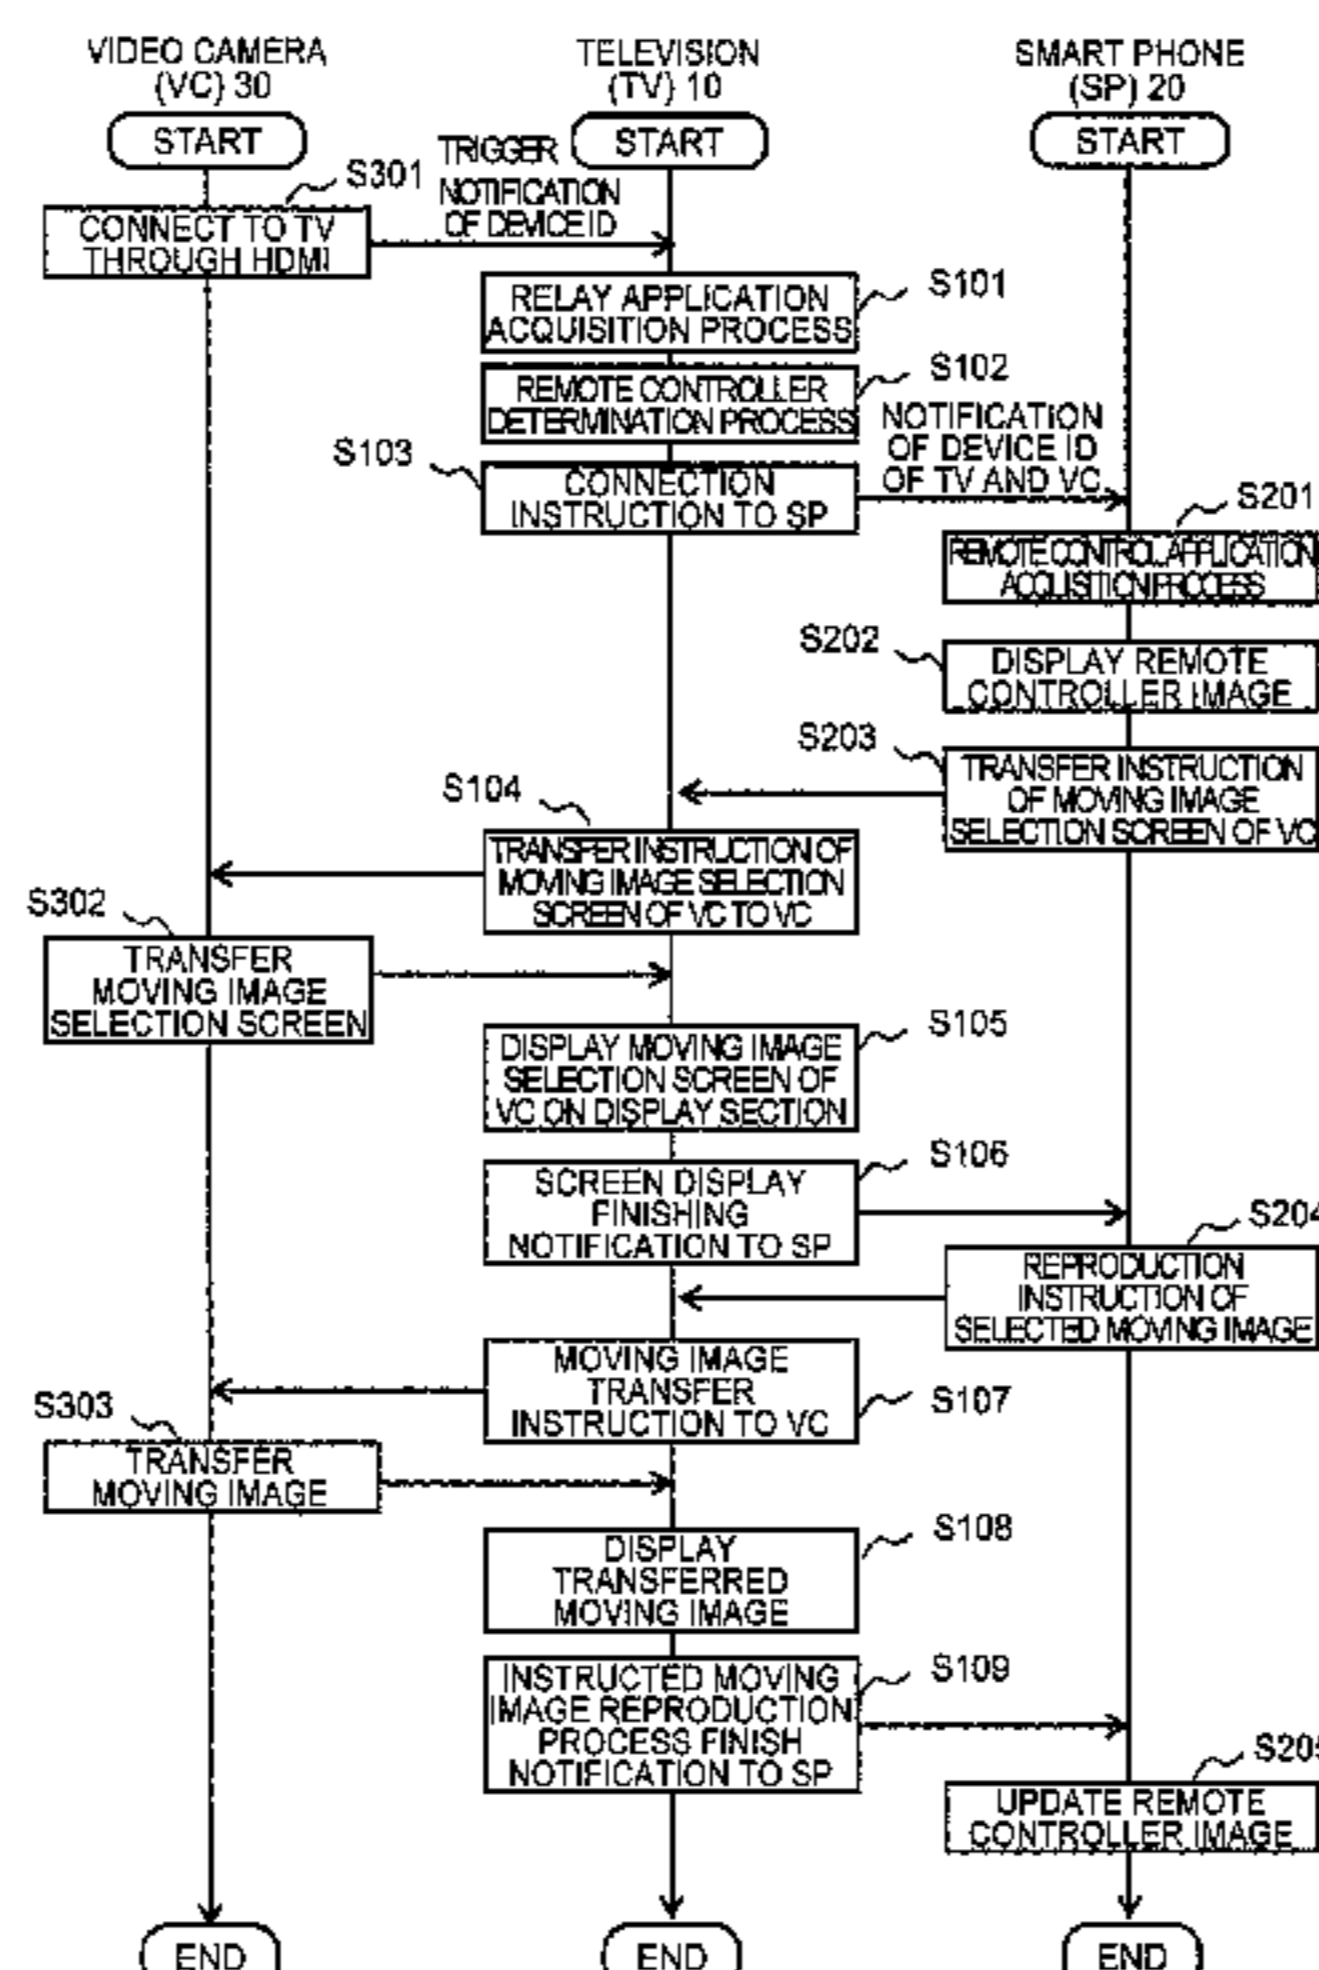 VIDEO CAMERA
(VC) 30
TELEVISION
(TV) 10
SMART PHONE
(SP) 20
START
START
START
TRIGGER
NOTIFICATION
OF DEVICE ID
S301
CONNECT TO TV
THROUGH HDMI
RELAY APPLICATION
ACQUISITION PROCESS
S101
REMOTE CONTROLLER
DETERMINATION PROCESS
S102
NOTIFICATION
OF DEVICE ID
OF TV AND VC
S103
CONNECTION
INSTRUCTION TO SP
S201
REMOTE CONTROL APPLICATION
ACQUISITION PROCESS
S202
DISPLAY REMOTE
CONTROLLER IMAGE
S203
TRANSFER INSTRUCTION
OF MOVING IMAGE
SELECTION SCREEN OF VC
S104
TRANSFER INSTRUCTION OF
MOVING IMAGE SELECTION
SCREEN OF VC TO VC
S302
TRANSFER
MOVING IMAGE
SELECTION SCREEN
S105
DISPLAY MOVING IMAGE
SELECTION SCREEN OF
VC ON DISPLAY SECTION
S106
SCREEN DISPLAY
FINISHING
NOTIFICATION TO SP
S204
REPRODUCTION
INSTRUCTION OF
SELECTED MOVING IMAGE
MOVING IMAGE
TRANSFER
INSTRUCTION TO VC
S107
S303
TRANSFER
MOVING IMAGE
S108
DISPLAY
TRANSFERRED
MOVING IMAGE
S109
INSTRUCTED MOVING
IMAGE REPRODUCTION
PROCESS FINISH
NOTIFICATION TO SP
S205
UPDATE REMOTE
CONTROLLER IMAGE
END
END
END